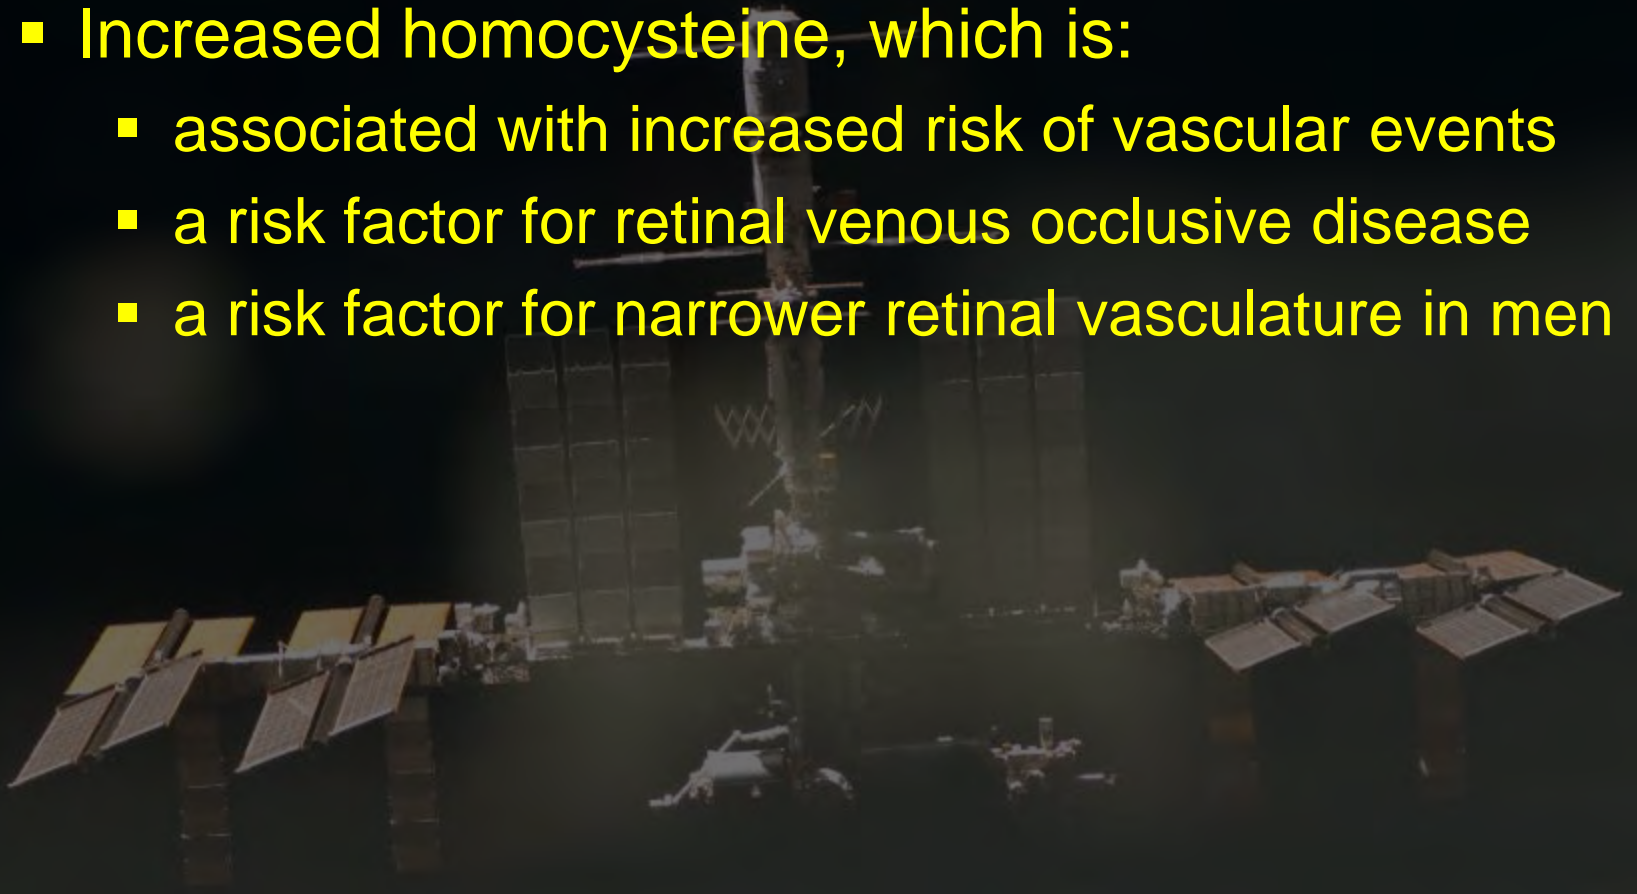 ▪ Increased homocysteine, which is:
▪ associated with increased risk of vascular events
▪ a risk factor for retinal venous occlusive disease
▪ a risk factor for narrower retinal vasculature in men